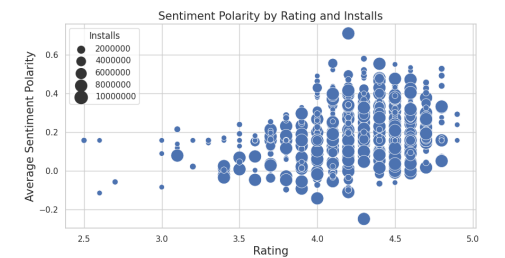 Sentiment Polarity by Rating and Installs
Installs
2000000
4000000
6000000
8000000
10000000
Average Sentiment Polarity
0.6
0.4
0.2
0.0
−0.2
2.5 3.0 3.5 4.0 4.5 5.0
Rating